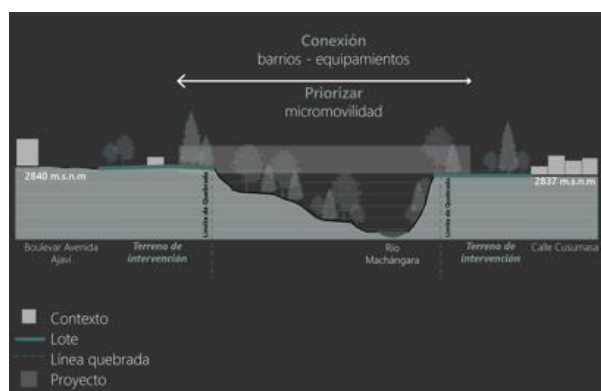 Conexión
barrios - equipamientos
Priorizar
micromovilidad
2840 m.s.n.m
Límite de Quebrada
Límite de Quebrada
2837 m.s.n.m
Boulevar Avenida
Ajaví
Terreno de
intervención
Río
Machángara
Terreno de
intervención
Calle Cusumasa
Contexto
Lote
Línea quebrada
Proyecto